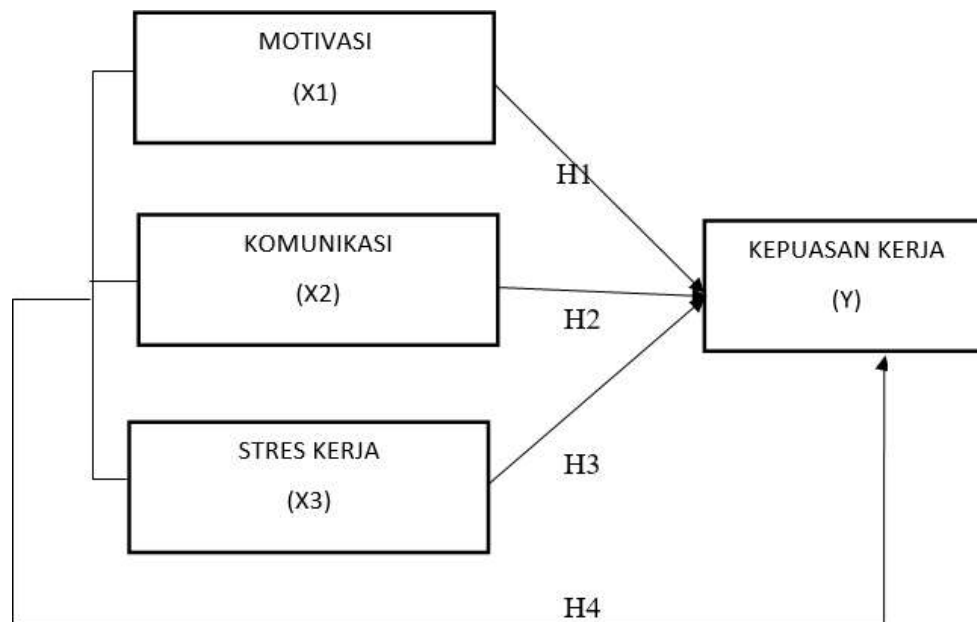 MOTIVASI
(X1)
H1
KOMUNIKASI
(X2)
KEPUASAN KERJA
(Y)
H2
STRES KERJA
(X3)
H3
H4